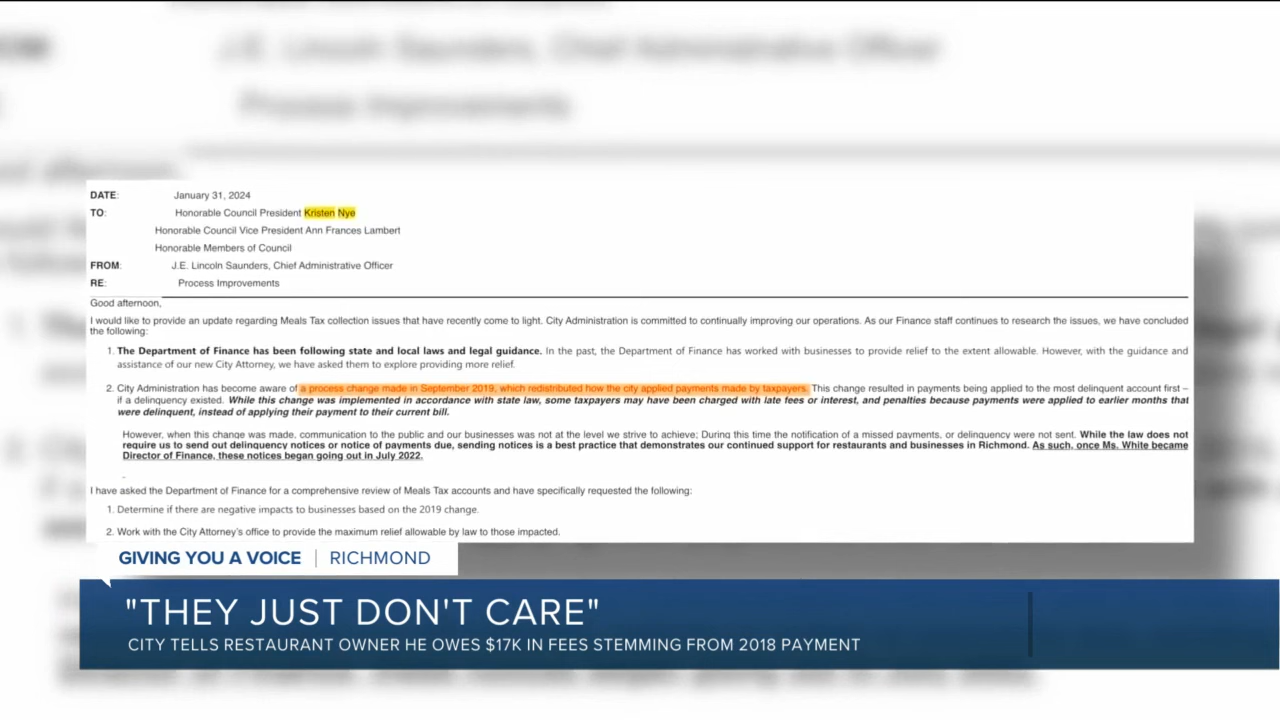 J.E. Lincoln Saunders, Chief Administrative Officer
Process Improvements
DATE: January 31, 2024
TO: Honorable Council President Kristen Nye
Honorable Council Vice President Ann Frances Lambert
Honorable Members of Council
FROM: J.E. Lincoln Saunders, Chief Administrative Officer
RE: Process Improvements
Good afternoon,
I would like to provide an update regarding Meals Tax collection issues that have recently come to light. City Administration is committed to continually improving our operations. As our Finance staff continues to research the issues, we have concluded
the following:
1. The Department of Finance has been following state and local laws and legal guidance. In the past, the Department of Finance has worked with businesses to provide relief to the extent allowable. However, with the guidance and
assistance of our new City Attorney, we have asked them to explore providing more relief.
2. City Administration has become aware of a process change made in September 2019, which redistributed how the city applied payments made by taxpayers. This change resulted in payments being applied to the most delinquent account first –
if a delinquency existed. While this change was implemented in accordance with state law, some taxpayers may have been charged with late fees or interest, and penalties because payments were applied to earlier months that
were delinquent, instead of applying their payment to their current bill.
However, when this change was made, communication to the public and our businesses was not at the level we strive to achieve; During this time the notification of a missed payments, or delinquency were not sent. While the law does not
require us to send out delinquency notices or notice of payments due, sending notices is a best practice that demonstrates our continued support for restaurants and businesses in Richmond. As such, once Ms. White became
Director of Finance, these notices began going out in July 2022.
I have asked the Department of Finance for a comprehensive review of Meals Tax accounts and have specifically requested the following:
1. Determine if there are negative impacts to businesses based on the 2019 change.
2. Work with the City Attorney's office to provide the maximum relief allowable by law to those impacted.
GIVING YOU A VOICE | RICHMOND
"THEY JUST DON'T CARE"
CITY TELLS RESTAURANT OWNER HE OWES $17K IN FEES STEMMING FROM 2018 PAYMENT